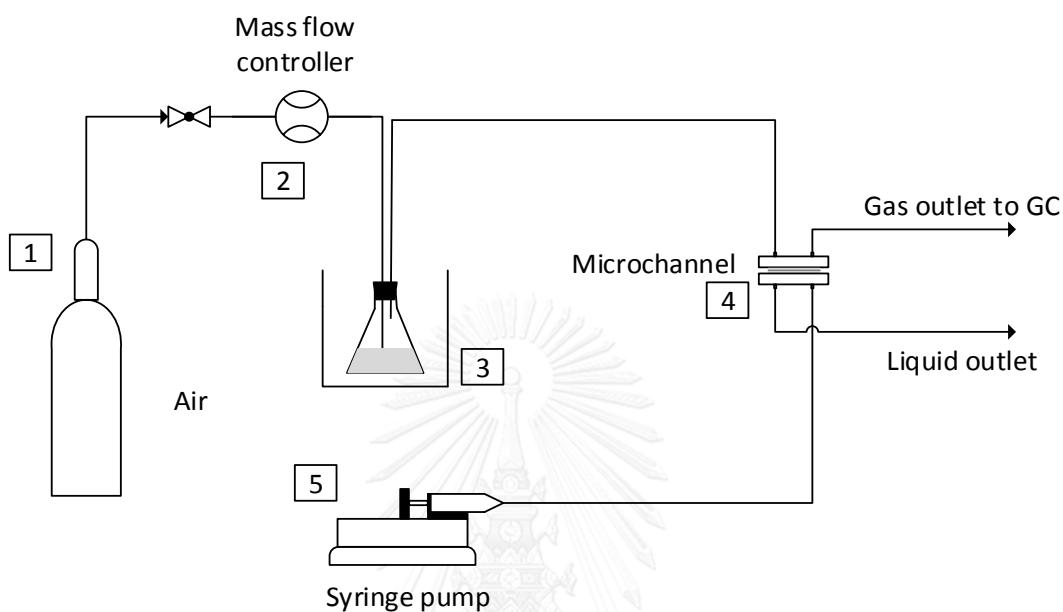 Mass flow
controller
2
1
Gas outlet to GC
Microchannel
4
3
Liquid outlet
Air
5
Syringe pump